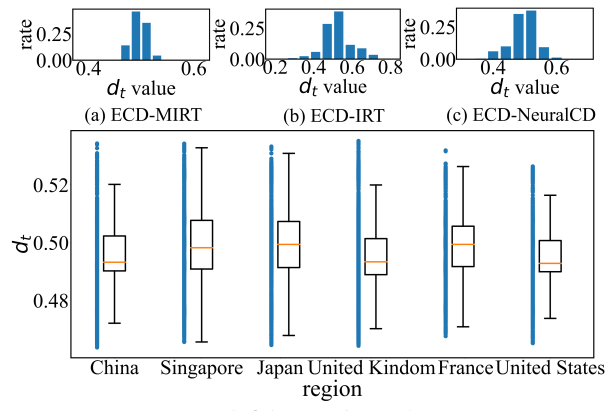 rate
0.25
0.00
0.4
0.6
d_t value
(a) ECD-MIRT
rate
0.25
0.00
0.2
0.4
0.6
0.8
d_t value
(b) ECD-IRT
rate
0.25
0.00
0.4
0.6
d_t value
(c) ECD-NeuralCD
d_t
0.52
0.50
0.48
China Singapore Japan United Kindom France United States
region